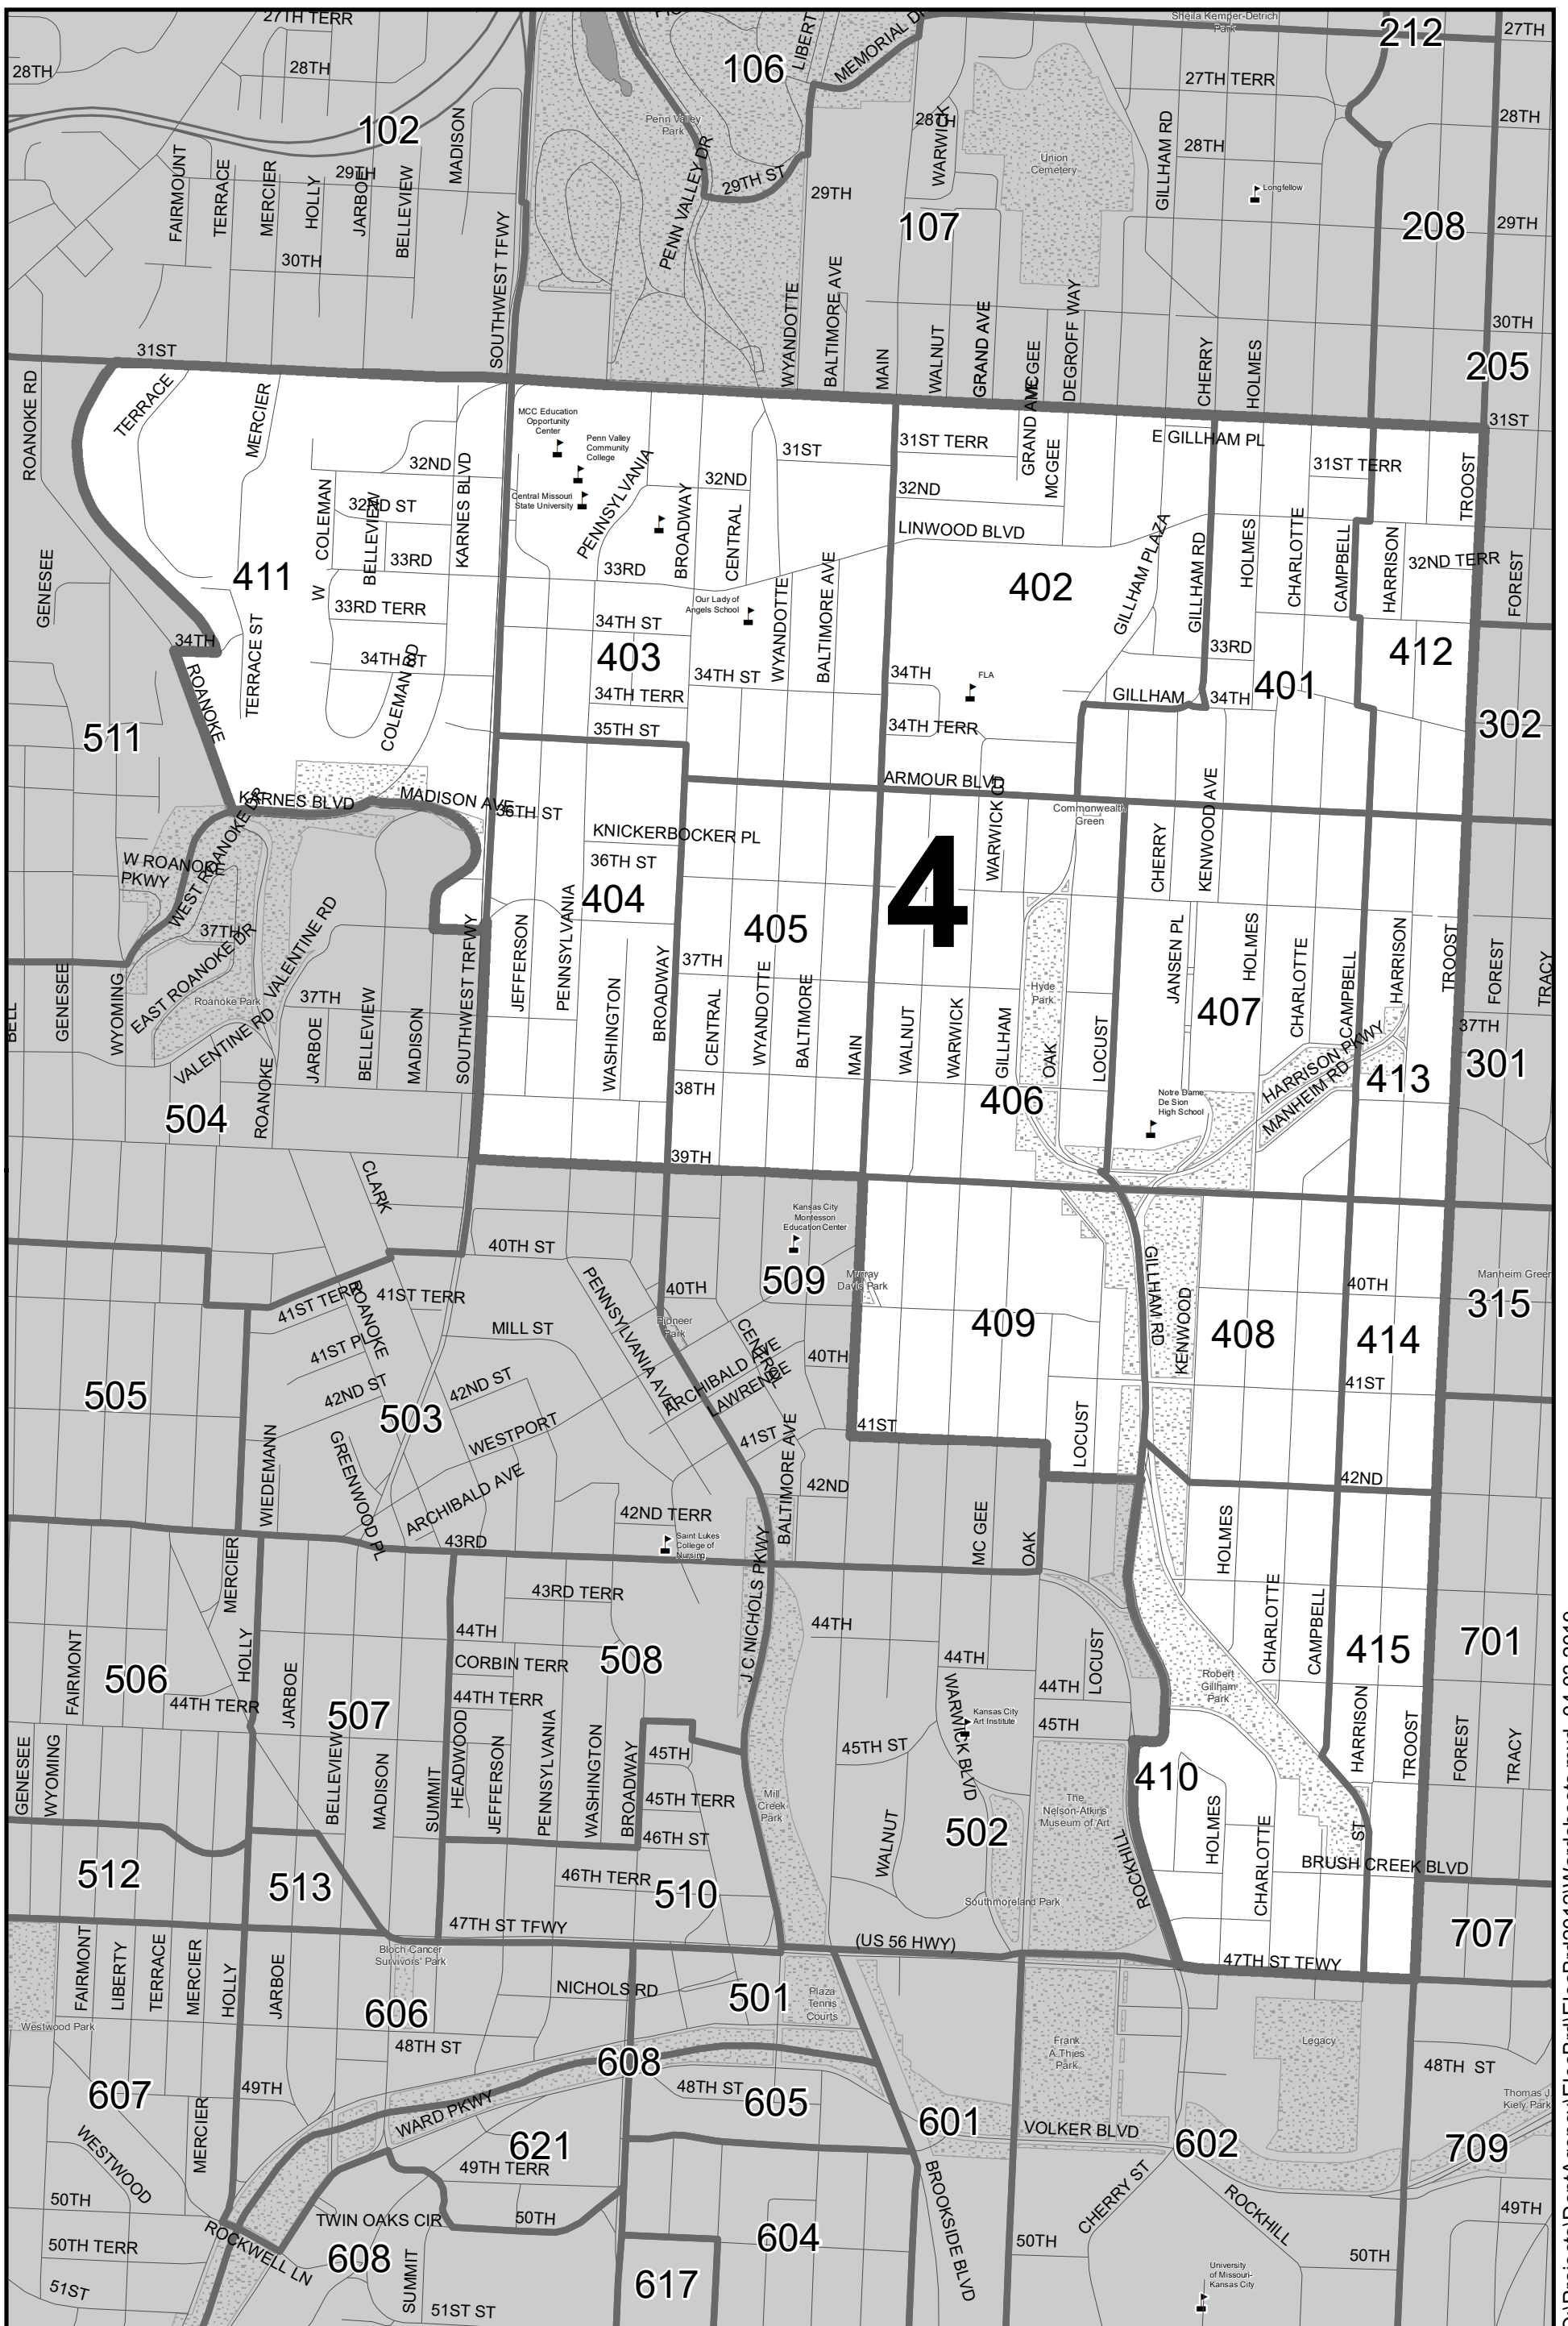 27TH TERR
LIBERT
MEMORIAL D
Sheila Kemper-Detrich
Park
212
27TH
28TH
28TH
106
27TH TERR
102
MADISON
Penn Valley
Park
28TH
WARWICK
GILLHAM RD
28TH
28TH
FAIRMOUNT
TERRACE
MERCIER
HOLLY
29TH
JARBOE
BELLEVIEW
PENN VALLEY DR
29TH ST
29TH
Union
Cemetery
Longfellow
107
208
29TH
30TH
SOUTHWEST TFWY
WYANDOTTE
BALTIMORE AVE
MAIN
WALNUT
GRAND AVE
MCGEE
DEGROFF WAY
CHERRY
HOLMES
30TH
205
31ST
31ST
ROANOKE RD
TERRACE
MERCIER
MCC Education
Opportunity
Center
Penn Valley
Community
College
Central Missouri
State University
PENNSYLVANIA
31ST
31ST TERR
GRAND AVE
MCGEE
E GILLHAM PL
31ST TERR
TROOST
32ND
KARNES BLVD
32ND
32ND
COLEMAN
W
32ND ST
BELLEVIEW
BROADWAY
CENTRAL
LINWOOD BLVD
GILLHAM PLAZA
GILLHAM RD
HOLMES
CHARLOTTE
CAMPBELL
HARRISON
32ND TERR
FOREST
GENESEE
411
33RD
33RD
33RD TERR
Our Lady of
Angels School
WYANDOTTE
BALTIMORE AVE
402
34TH
TERRACE ST
34TH ST
COLEMAN RD
34TH ST
403
34TH ST
34TH TERR
35TH ST
34TH
FLA
34TH TERR
33RD
GILLHAM
34TH
401
412
302
ROANOKE
511
KARNES BLVD
MADISON AVE
36TH ST
ARMOUR BLVD
WARWICK
Commonwealth
Green
CHERRY
KENWOOD AVE
KNICKERBOCKER PL
36TH ST
404
405
4
W ROANOKE
PKWY
WEST ROANOKE DR
37TH
EAST ROANOKE DR
VALENTINE RD
Roanoke Park
VALENTINE RD
BELL
GENESEE
WYOMING
37TH
ROANOKE
JARBOE
BELLEVIEW
MADISON
SOUTHWEST TRFWY
JEFFERSON
PENNSYLVANIA
WASHINGTON
BROADWAY
37TH
CENTRAL
WYANDOTTE
BALTIMORE
MAIN
WALNUT
WARWICK
GILLHAM
Hyde
Park
OAK
LOCUST
JANSEN PL
HOLMES
407
CHARLOTTE
CAMPBELL
HARRISON
TROOST
FOREST
TRACY
37TH
301
HARRISON PKWY
MANHEIM RD
413
504
38TH
406
Notre Dame
De Sion
High School
39TH
CLARK
Kansas City
Montessori
Education Center
509
Murray
Davis Park
40TH ST
40TH
40TH
Manheim Green
315
41ST TERR
ROANOKE
41ST TERR
PENNSYLVANIA AVE
Pioneer
Park
CENTRAL
409
GILLHAM RD
KENWOOD
408
414
41ST PL
MILL ST
ARCHIBALD AVE
LAWRENCE
40TH
41ST
505
42ND ST
42ND ST
503
WESTPORT
41ST
BALTIMORE AVE
41ST
LOCUST
WIEDEMANN
GREENWOOD PL
ARCHIBALD AVE
42ND
42ND
42ND TERR
43RD
Saint Lukes
College of
Nursing
J C NICHOLS PKWY
MC GEE
OAK
HOLMES
MERCIER
43RD TERR
CHARLOTTE
CAMPBELL
415
701
FAIRMONT
506
HOLLY
44TH TERR
JARBOE
44TH
CORBIN TERR
508
44TH TERR
507
44TH
44TH
WARWICK BLVD
44TH
LOCUST
45TH
Robert
Gillham
Park
Kansas City
Art Institute
GENESEE
WYOMING
BELLEVIEW
MADISON
SUMMIT
HEADWOOD
JEFFERSON
PENNSYLVANIA
WASHINGTON
BROADWAY
45TH
45TH ST
45TH TERR
Mill
Creek
Park
410
HARRISON
TROOST
FOREST
TRACY
The
Nelson-Atkins
Museum of Art
46TH ST
502
WALNUT
HOLMES
CHARLOTTE
ST
BRUSH CREEK BLVD
512
513
46TH TERR
510
Southmoreland Park
ROCKHILL
47TH ST TFWY
(US 56 HWY)
47TH ST TFWY
707
Bloch Cancer
Survivors' Park
FAIRMONT
LIBERTY
TERRACE
MERCIER
HOLLY
JARBOE
NICHOLS RD
501
Plaza
Tennis
Courts
Westwood Park
606
48TH ST
608
Frank
A Thies
Park
Legacy
48TH ST
607
49TH
48TH ST
605
Thomas J.
Kiely Park
WARD PKWY
601
VOLKER BLVD
602
709
WESTWOOD
MERCIER
621
49TH TERR
CHERRY ST
ROCKHILL
50TH
50TH
TWIN OAKS CIR
49TH
50TH TERR
ROCKWELL LN
608
604
BROOKSIDE BLVD
50TH
50TH
51ST
SUMMIT
51ST ST
617
University
of Missouri-
Kansas City